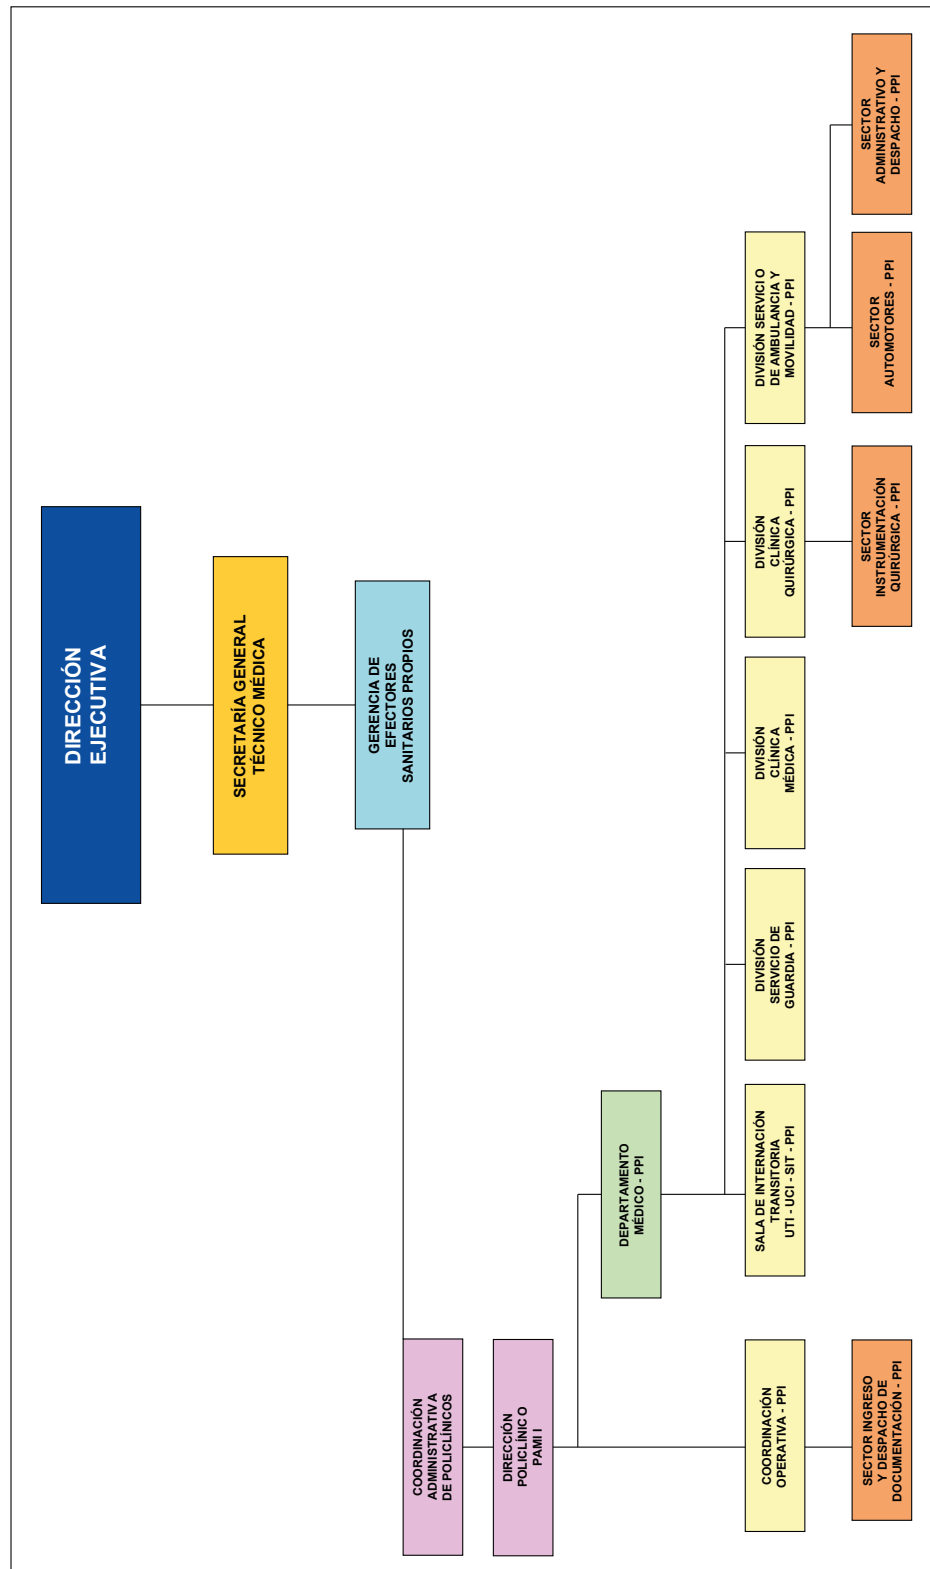 DIRECCIÓN
EJECUTIVA
SECRETARÍA GENERAL
TÉCNICO MÉDICA
GERENCIA DE
EFECTORES
SANITARIOS PROPIOS
COORDINACIÓN
ADMINISTRATIVA
DE POLICLÍNICOS
DIRECCIÓN
POLICLÍNICO
PAMI I
DEPARTAMENTO
MÉDICO - PPI
COORDINACIÓN
OPERATIVA - PPI
SALA DE INTERNACIÓN
TRANSITORIA
UTI - UCI - SIT - PPI
DIVISIÓN
SERVICIO DE
GUARDIA - PPI
DIVISIÓN
CLÍNICA
MÉDICA - PPI
DIVISIÓN
CLÍNICA
QUIRÚRGICA - PPI
DIVISIÓN SERVICIO
DE AMBULANCIA Y
MOVILIDAD - PPI
SECTOR INGRESO
Y DESPACHO DE
DOCUMENTACIÓN - PPI
SECTOR
INSTRUMENTACIÓN
QUIRÚRGICA - PPI
SECTOR
AUTOMOTORES - PPI
SECTOR
ADMINISTRATIVO Y
DESPACHO - PPI